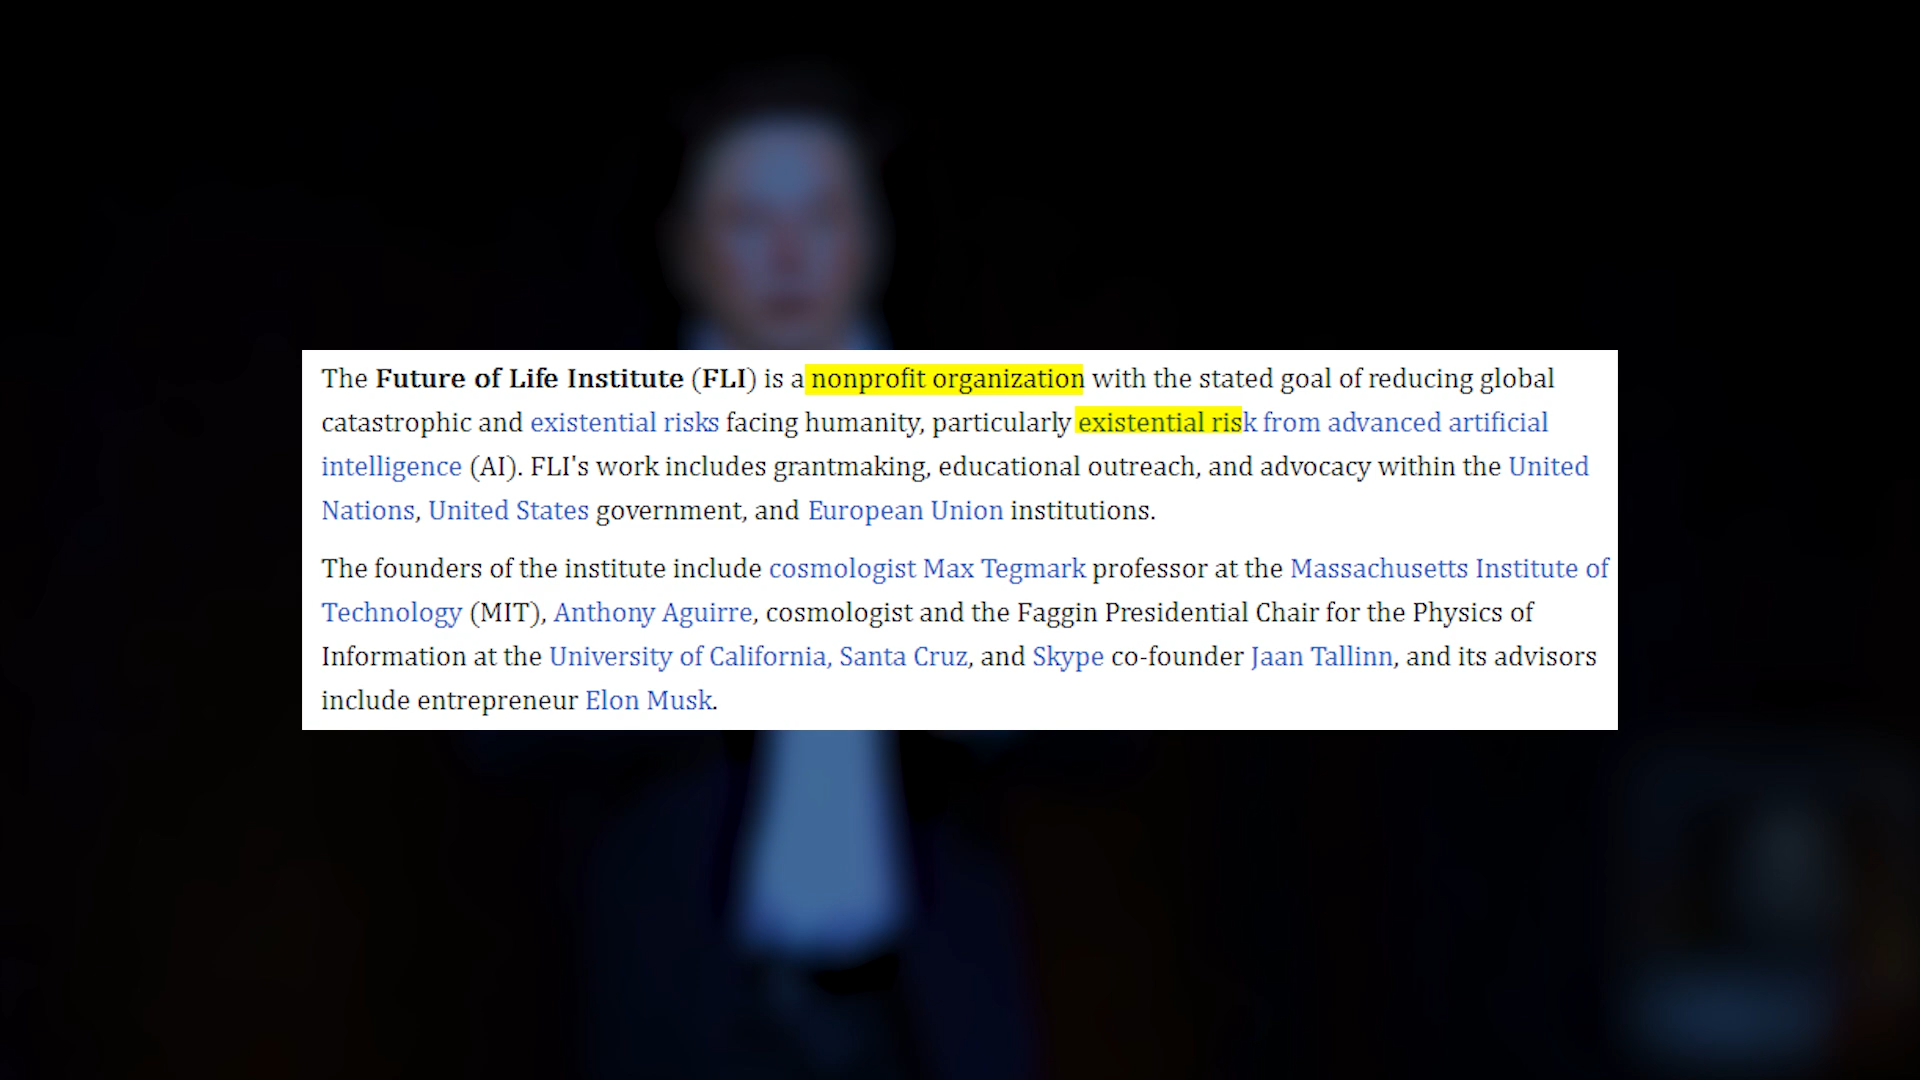 The Future of Life Institute (FLI) is a nonprofit organization with the stated goal of reducing global
catastrophic and existential risks facing humanity, particularly existential risk from advanced artificial
intelligence (AI). FLI's work includes grantmaking, educational outreach, and advocacy within the United
Nations, United States government, and European Union institutions.
The founders of the institute include cosmologist Max Tegmark professor at the Massachusetts Institute of
Technology (MIT), Anthony Aguirre, cosmologist and the Faggin Presidential Chair for the Physics of
Information at the University of California, Santa Cruz, and Skype co-founder Jaan Tallinn, and its advisors
include entrepreneur Elon Musk.